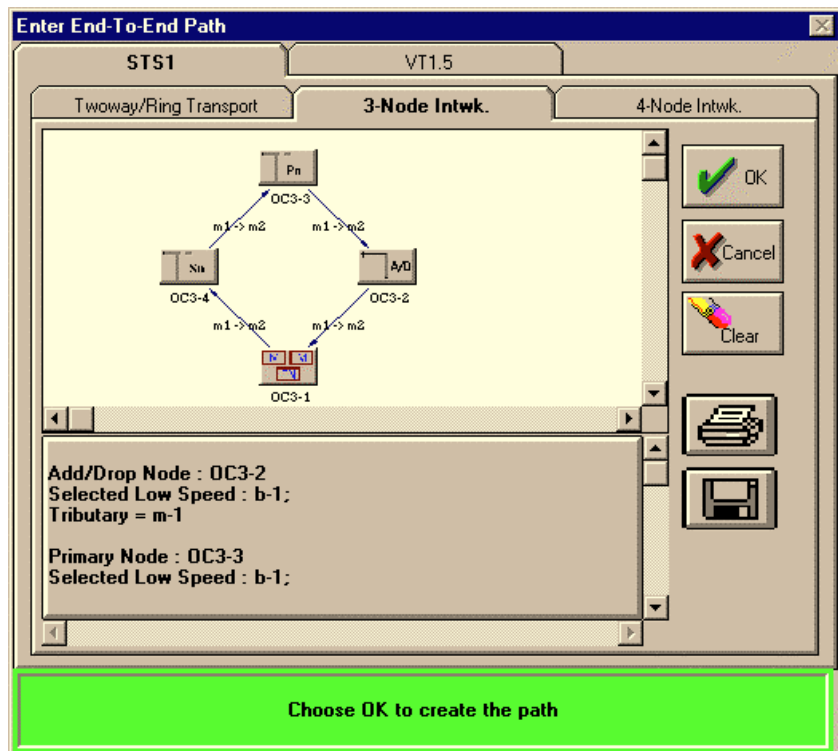 Enter End-To-End Path
STS1
VT1.5
Twoway/Ring Transport
3-Node Intwk.
4-Node Intwk.
Pn
OC3-3
m1 -> m2
m1 -> m2
Sn
A/D
OC3-4
OC3-2
m1 -> m2
m1 -> m2
OC3-1
OK
Cancel
Clear
Add/Drop Node : OC3-2
Selected Low Speed : b-1;
Tributary = m-1
Primary Node : OC3-3
Selected Low Speed : b-1;
Choose OK to create the path